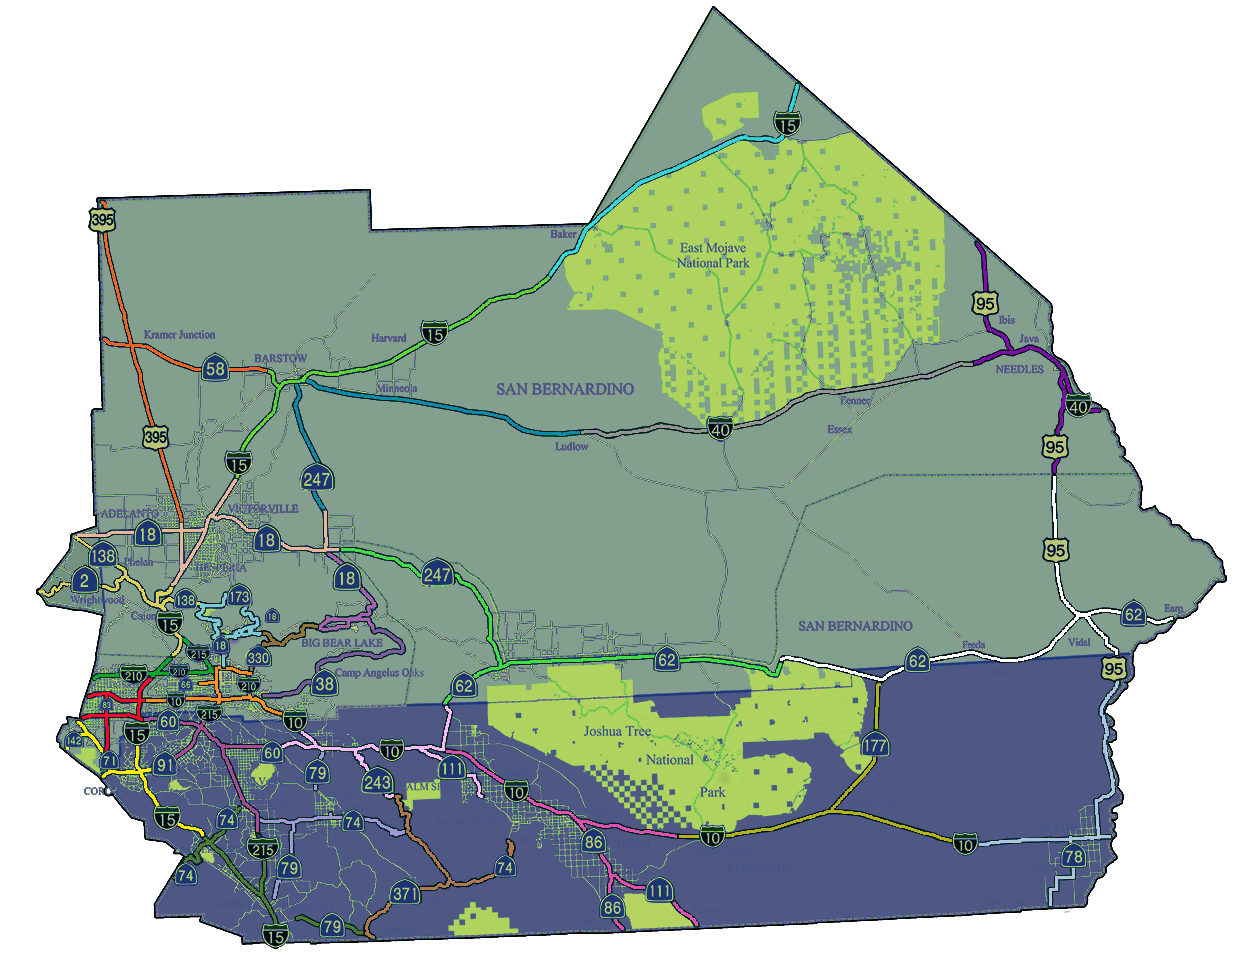 15
395
Baker
East Mojave
National Park
95
Ibis
Kramer Junction
Harvard
15
Java
BARSTOW
58
NEEDLES
Minneola
SAN BERNARDINO
Fenner
40
40
Essex
395
Ludlow
95
15
247
ADELANTO
VICTORVILLE
18
18
138
Phelan
HESPERIA
95
2
18
247
Wrightwood
138
173
Cajon
15
18
62
Earp
SAN BERNARDINO
18
BIG BEAR LAKE
Vidal
Freda
215
330
62
62
210
210
Camp Angelus Oaks
95
66
210
38
62
10
83
215
10
60
15
Joshua Tree
142
60
10
177
71
91
79
243
111
National
10
Park
COR
ALM SP
15
74
74
10
86
10
215
78
74
79
74
371
111
86
79
15